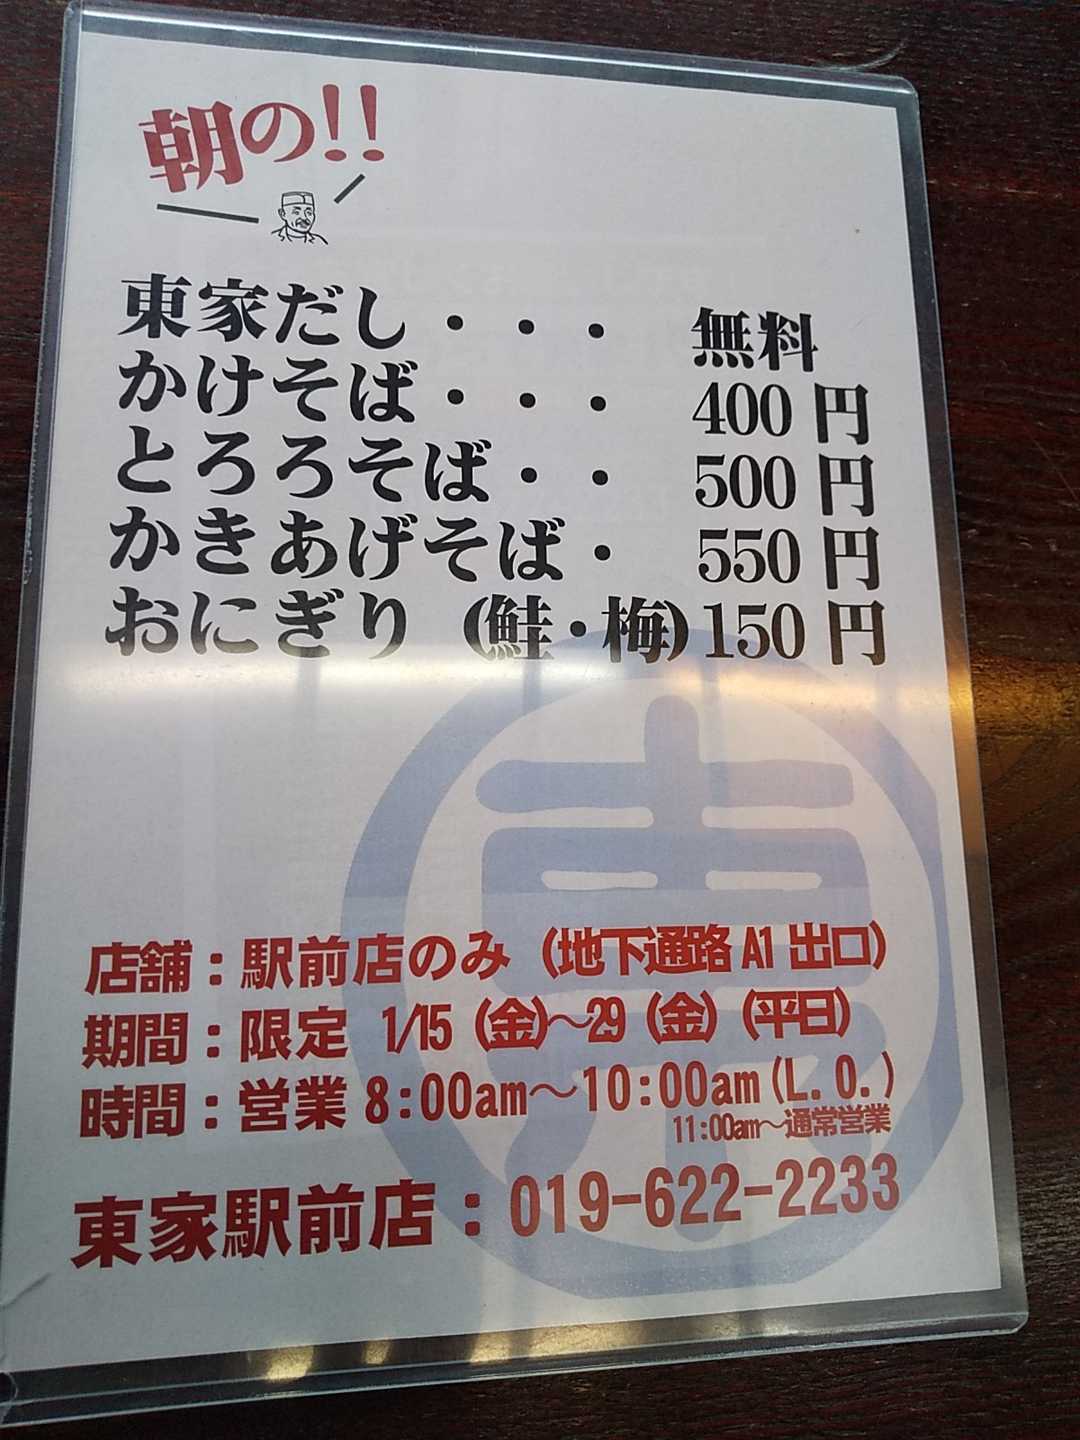 朝の!!
東家だし・・・ 無料
かけそば・・・ 400円
とろろそば・・ 500円
かきあげそば・ 550円
おにぎり (鮭・梅) 150円
東
店舗：駅前店のみ (地下通路 A1 出口)
期間：限定 1/15 (金)～29 (金) (平日)
時間：営業 8:00am～10:00am (L.O.)
11:00am～通常営業
東家駅前店：019-622-2233